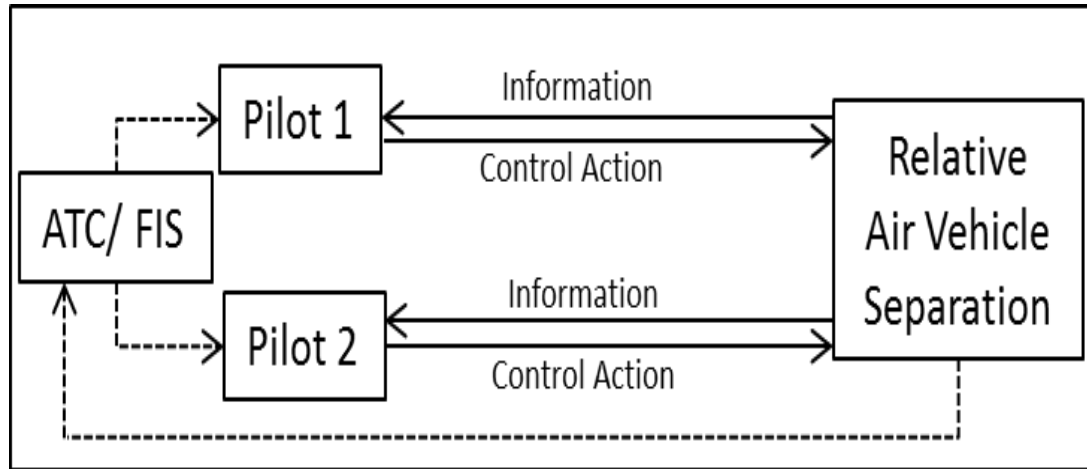 Information
Pilot 1
Control Action
ATC/ FIS
Relative
Air Vehicle
Separation
Information
Pilot 2
Control Action